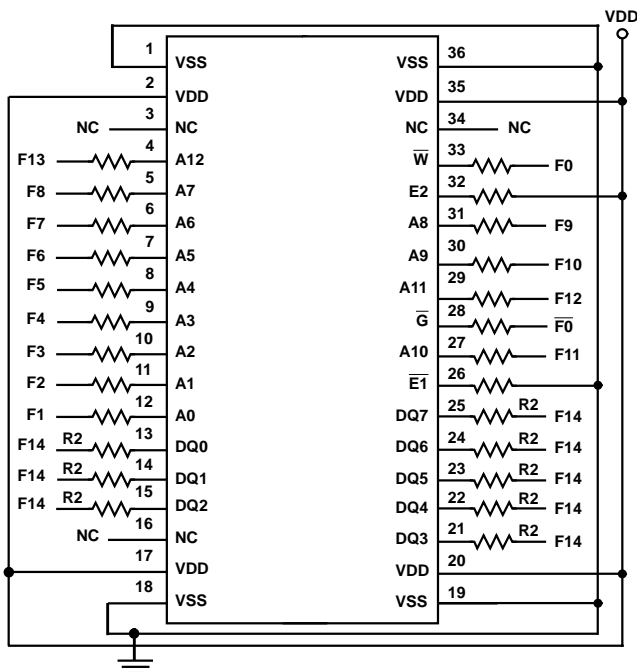 VDD
1 VSS VSS 36
2 VDD VDD 35
NC 3 NC NC 34 NC
F13 4 A12 W̅ 33 F0
F8 5 A7 E2 32
F7 6 A6 A8 31 F9
F6 7 A5 A9 30 F10
F5 8 A4 A11 29 F12
F4 9 A3 G̅ 28 F̅0̅
F3 10 A2 A10 27 F11
F2 11 A1 E̅1̅ 26
F1 12 A0 DQ7 25 R2 F14
F14 R2 13 DQ0 DQ6 24 R2 F14
F14 R2 14 DQ1 DQ5 23 R2 F14
F14 R2 15 DQ2 DQ4 22 R2 F14
NC 16 NC DQ3 21 R2 F14
17 VDD VDD 20
18 VSS VSS 19